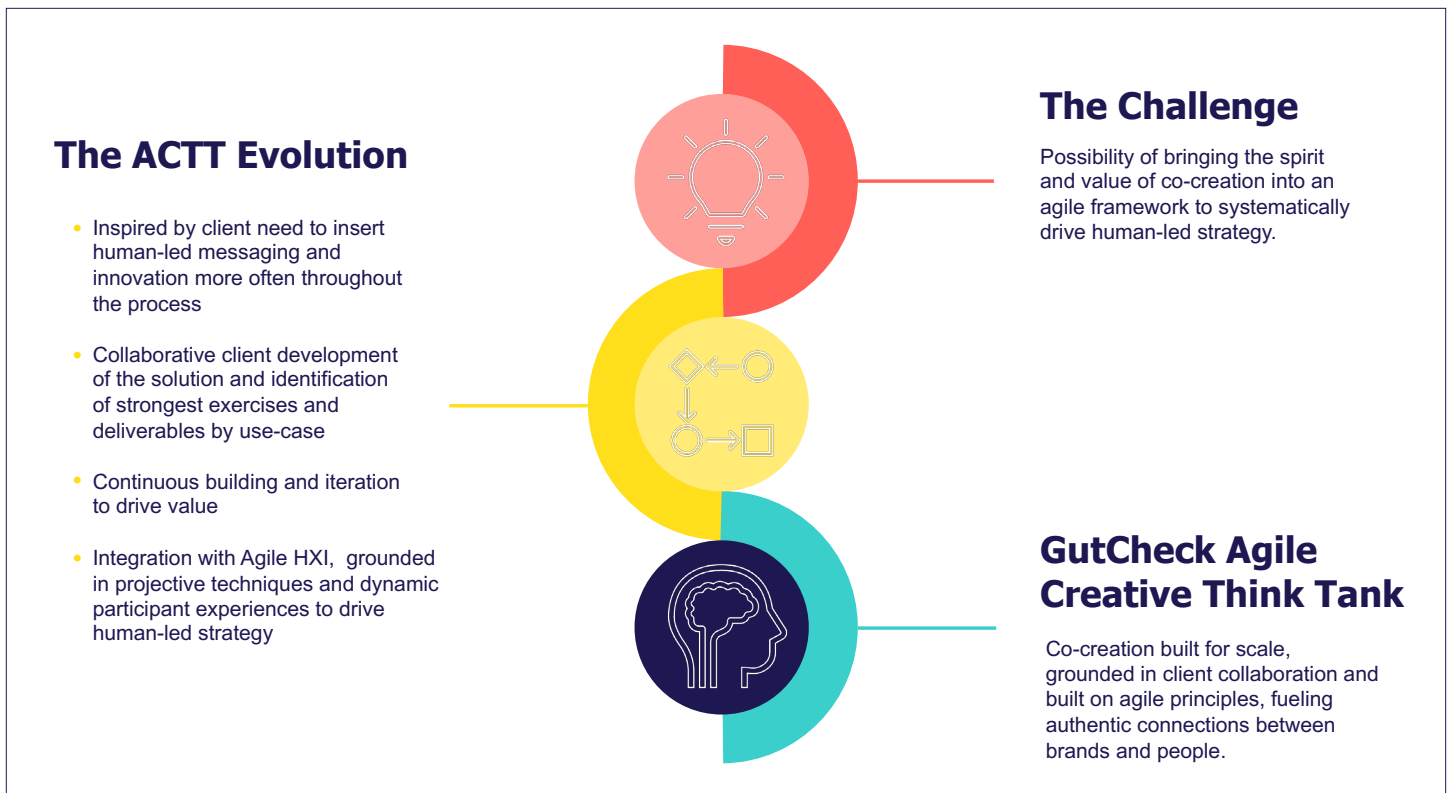 The Challenge
Possibility of bringing the spirit
and value of co-creation into an
agile framework to systematically
drive human-led strategy.
The ACTT Evolution
• Inspired by client need to insert
human-led messaging and
innovation more often throughout
the process
• Collaborative client development
of the solution and identification
of strongest exercises and
deliverables by use-case
• Continuous building and iteration
to drive value
• Integration with Agile HXI, grounded
in projective techniques and dynamic
participant experiences to drive
human-led strategy
GutCheck Agile
Creative Think Tank
Co-creation built for scale,
grounded in client collaboration and
built on agile principles, fueling
authentic connections between
brands and people.